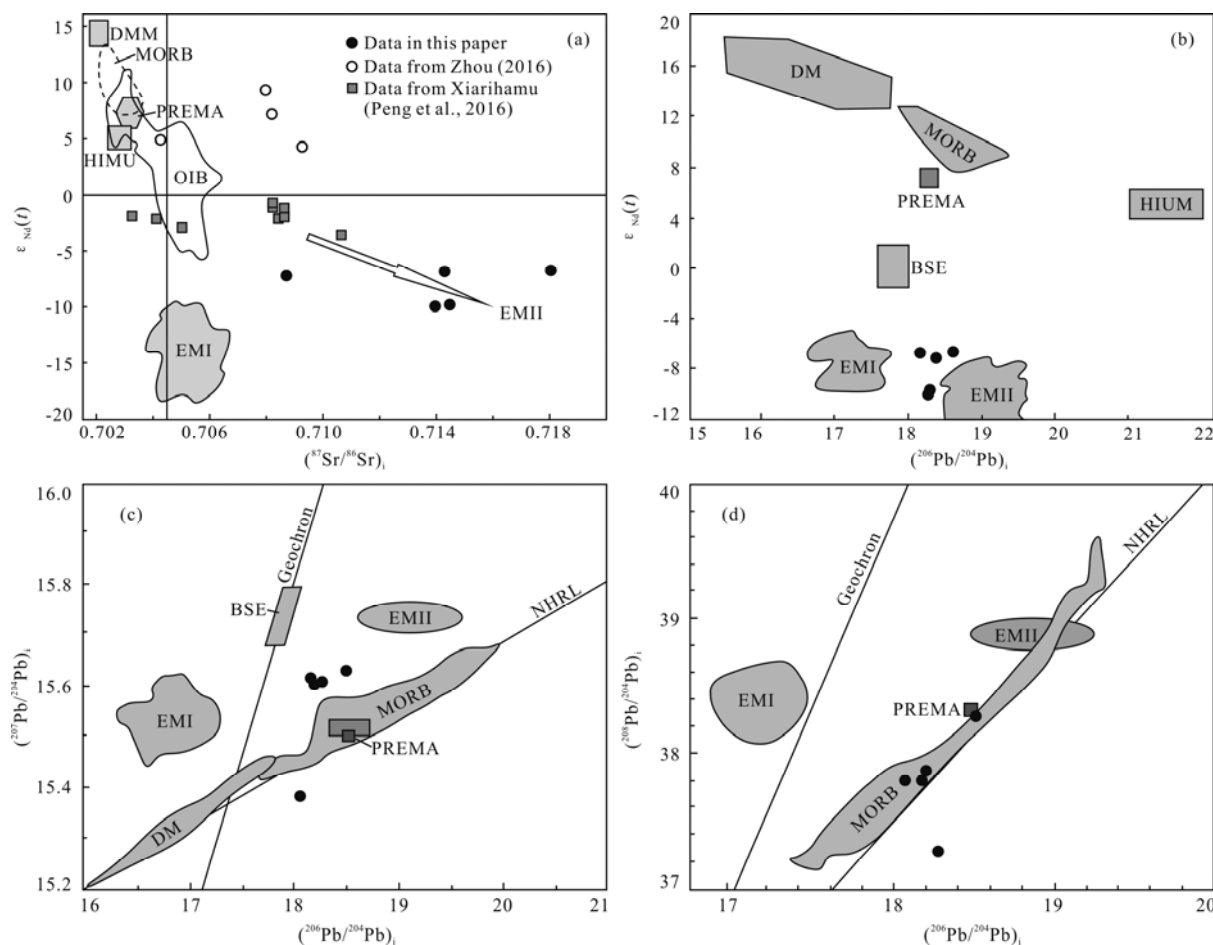 (a)
15
10
5
0
-5
-10
-15
-20
ε Nd(t)
DMM
MORB
PREMA
HIMU
OIB
EMI
EMII
Data in this paper
Data from Zhou (2016)
Data from Xiarihamu
(Peng et al., 2016)
0.702 0.706 0.710 0.714 0.718
(87Sr/86Sr)i
(b)
20
16
12
8
4
0
-4
-8
-12
ε Nd(t)
DM
MORB
PREMA
HIUM
BSE
EMI
EMII
15 16 17 18 19 20 21 22
(206Pb/204Pb)i
(c)
16.0
15.8
15.6
15.4
15.2
(207Pb/204Pb)i
Geochron
BSE
EMII
NHRL
EMI
MORB
PREMA
DM
16 17 18 19 20 21
(206Pb/204Pb)i
(d)
40
39
38
37
(208Pb/204Pb)i
Geochron
NHRL
EMII
EMI
PREMA
MORB
17 18 19 20
(206Pb/204Pb)i